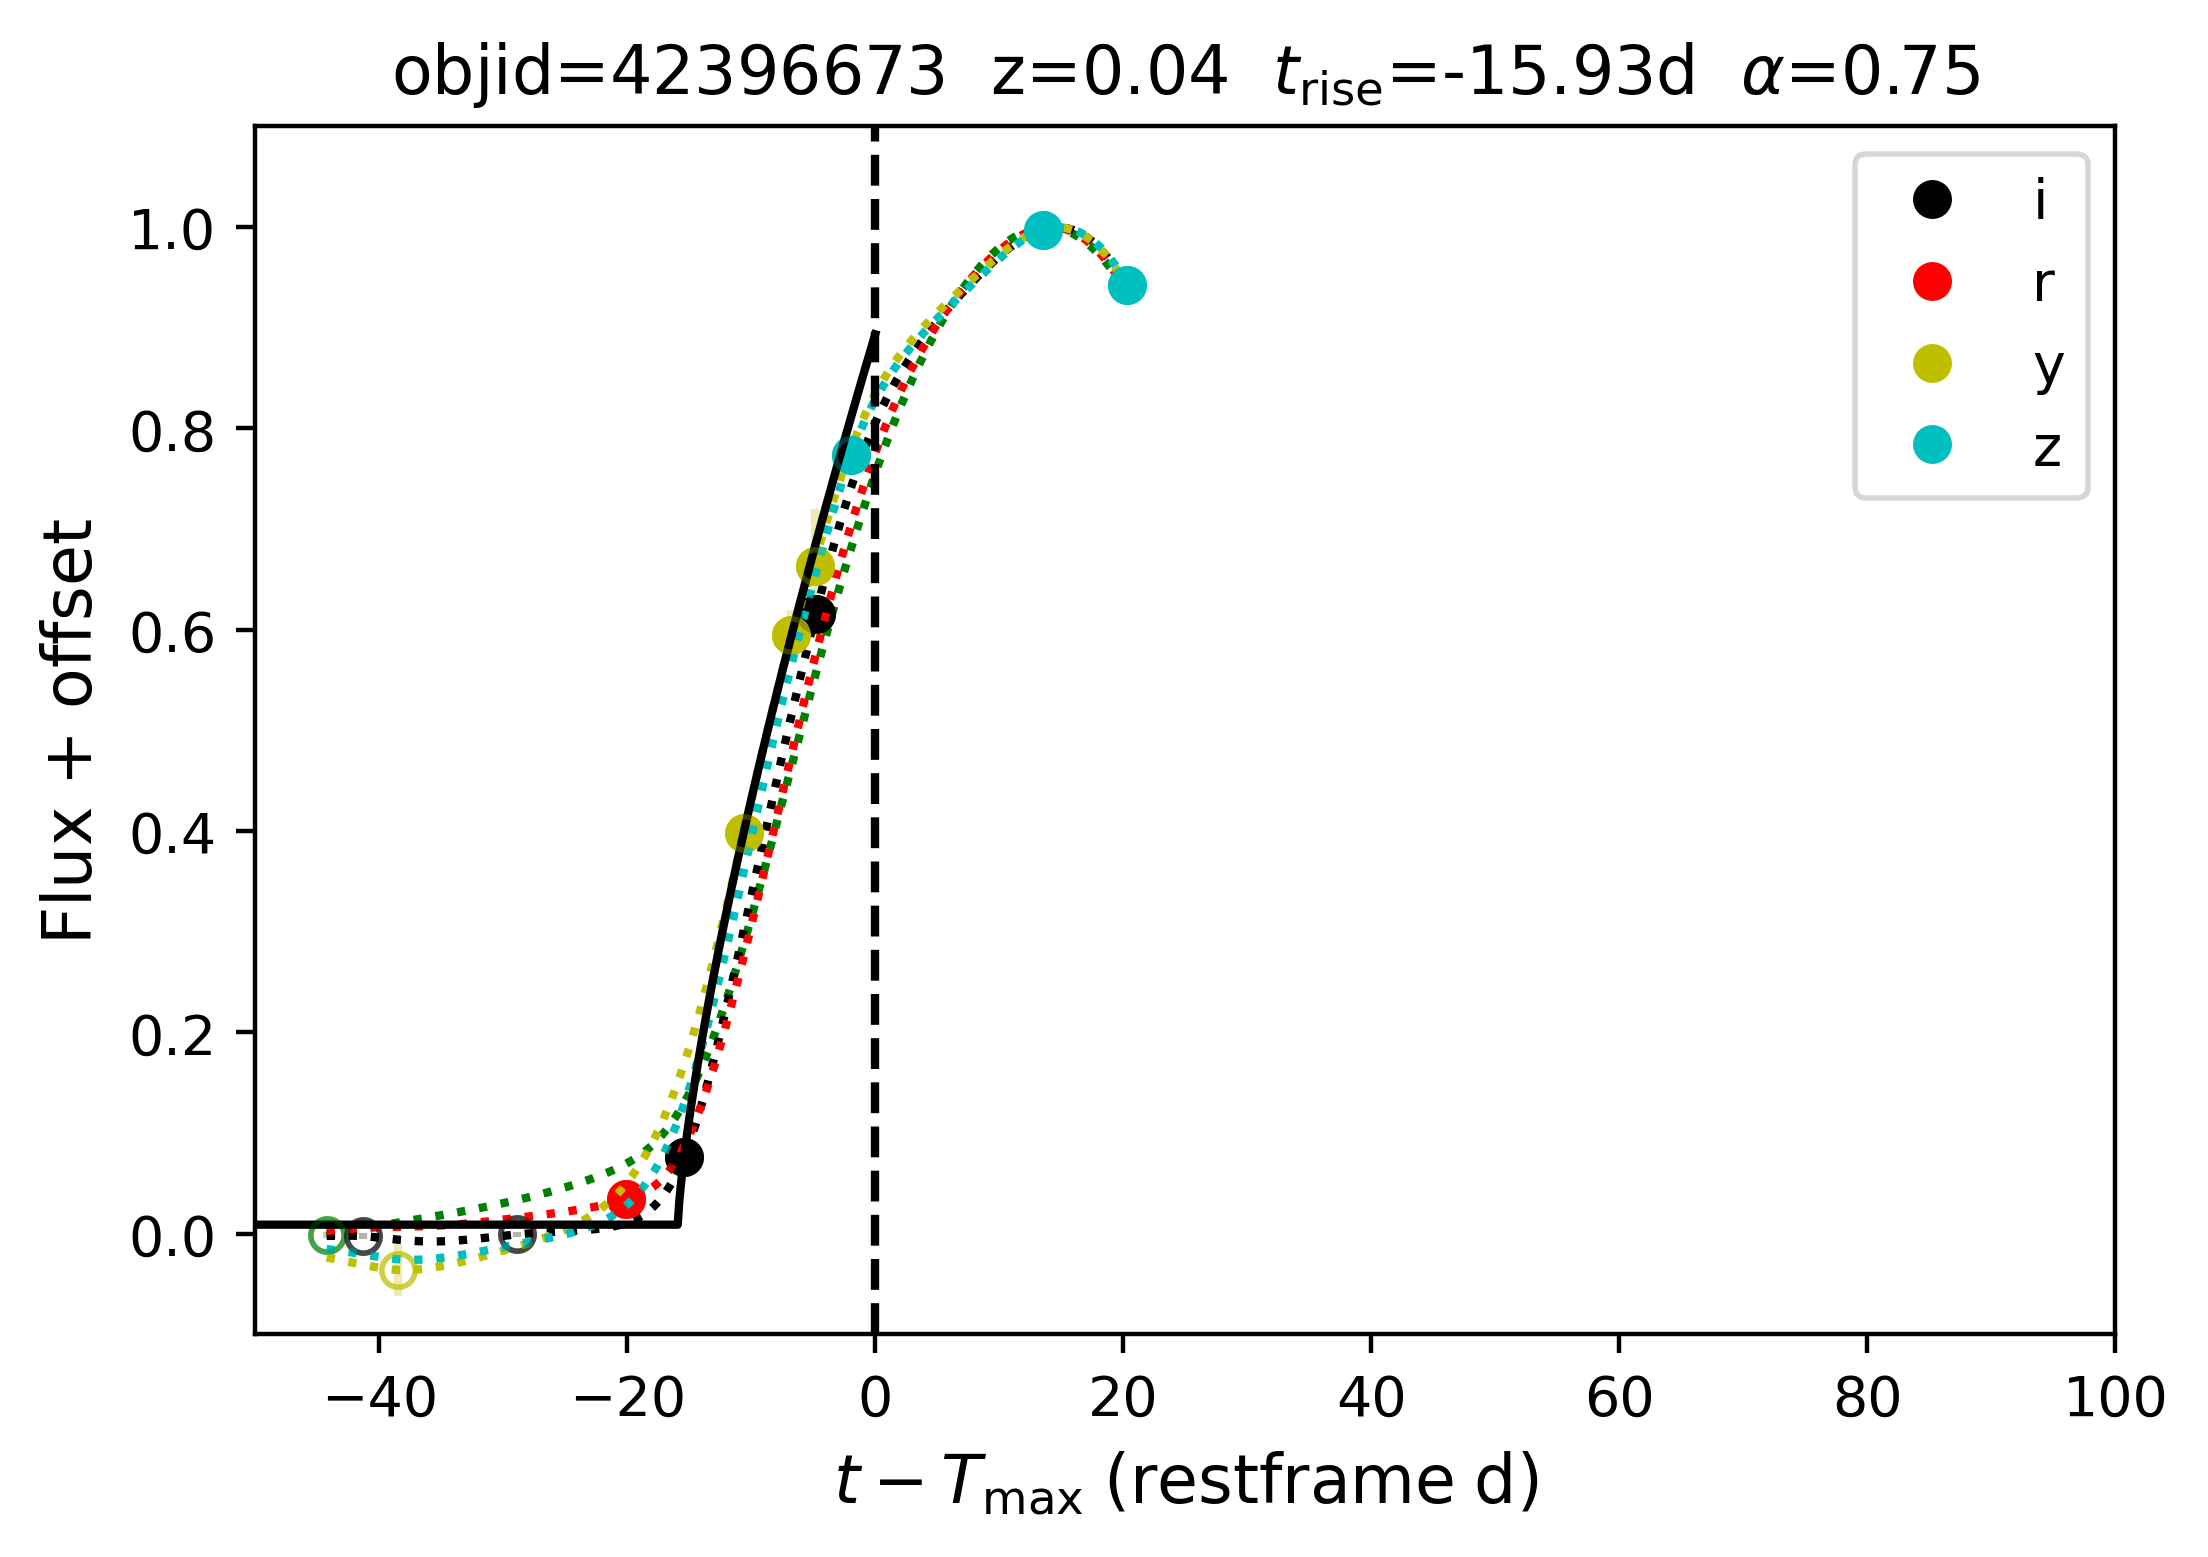 objid=42396673 z=0.04 t_rise=-15.93d α=0.75
i
r
y
z
1.0
0.8
0.6
0.4
0.2
0.0
Flux + offset
−40 −20 0 20 40 60 80 100
t − T_max (restframe d)